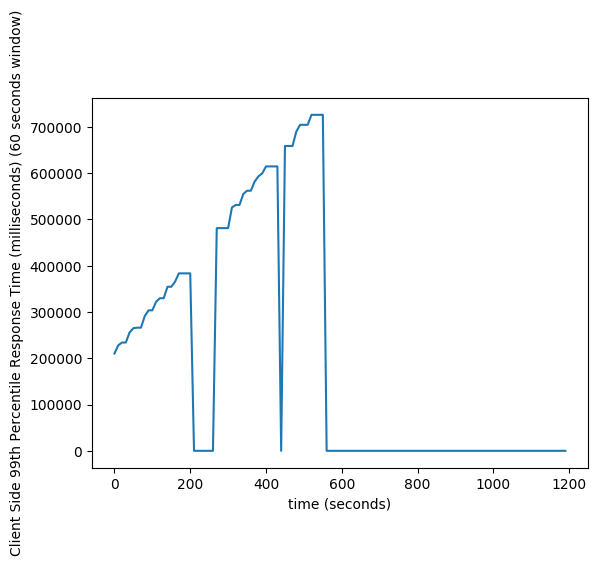 Client Side 99th Percentile Response Time (milliseconds) (60 seconds window)
700000
600000
500000
400000
300000
200000
100000
0
0 200 400 600 800 1000 1200
time (seconds)